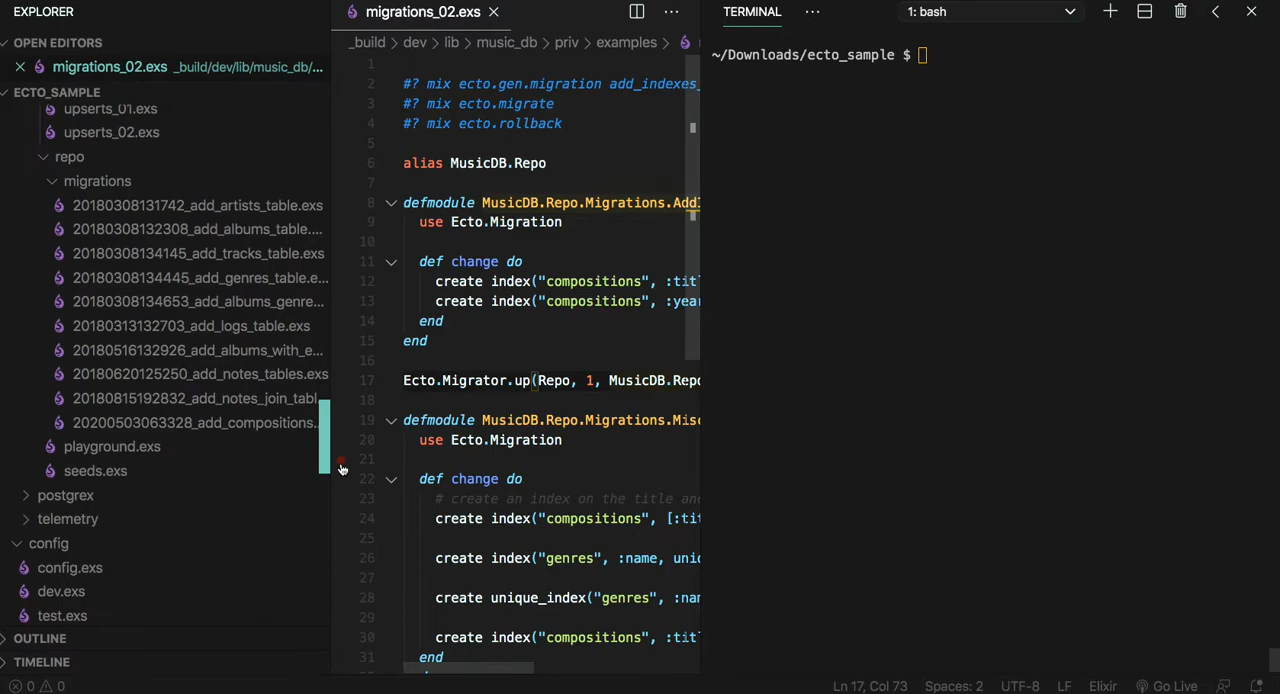 EXPLORER
OPEN EDITORS
migrations_02.exs _build/dev/lib/music_db/...
ECTO_SAMPLE
upserts_01.exs
upserts_02.exs
repo
migrations
20180308131742_add_artists_table.exs
20180308132308_add_albums_table....
20180308134145_add_tracks_table.exs
20180308134445_add_genres_table.e...
20180308134653_add_albums_genre...
20180313132703_add_logs_table.exs
20180516132926_add_albums_with_e...
20180620125250_add_notes_tables.exs
20180815192832_add_notes_join_tabl...
20200503063328_add_compositions...
playground.exs
seeds.exs
postgrex
telemetry
config
config.exs
dev.exs
test.exs
OUTLINE
TIMELINE
0 0
migrations_02.exs
_build > dev > lib > music_db > priv > examples >
1
2 #? mix ecto.gen.migration add_indexes_
3 #? mix ecto.migrate
4 #? mix ecto.rollback
5
6 alias MusicDB.Repo
7
8 defmodule MusicDB.Repo.Migrations.AddI
9 use Ecto.Migration
10
11 def change do
12 create index("compositions", :titl
13 create index("compositions", :year
14 end
15 end
16
17 Ecto.Migrator.up(Repo, 1, MusicDB.Repo
18
19 defmodule MusicDB.Repo.Migrations.Misc
20 use Ecto.Migration
21
22 def change do
23 # create an index on the title and
24 create index("compositions", [:tit
25
26 create index("genres", :name, uniq
27
28 create unique_index("genres", :nam
29
30 create index("compositions", :titl
31 end
TERMINAL
1: bash
~/Downloads/ecto_sample $
Ln 17, Col 73 Spaces: 2 UTF-8 LF Elixir Go Live